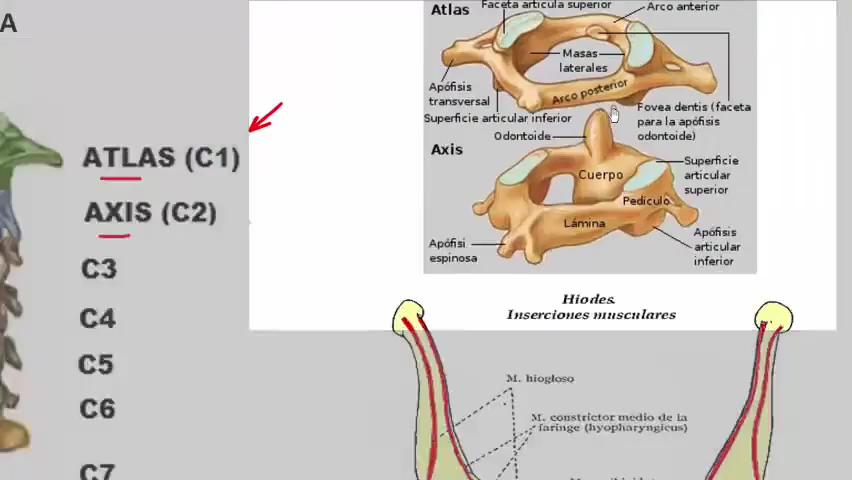 A
ATLAS (C1)
AXIS (C2)
C3
C4
C5
C6
C7
Atlas
Faceta articula superior
Arco anterior
Masas
laterales
Apófisis
transversal
Arco posterior
Superficie articular inferior
Fovea dentis (faceta
para la apófisis
odontoide)
Odontoide
Axis
Superficie
articular
superior
Cuerpo
Pedículo
Lámina
Apófisi
espinosa
Apófisis
articular
inferior
Hiodes.
Inserciones musculares
M. hiogloso
M. constrictor medio de la
faringe (hyopharyngicus)